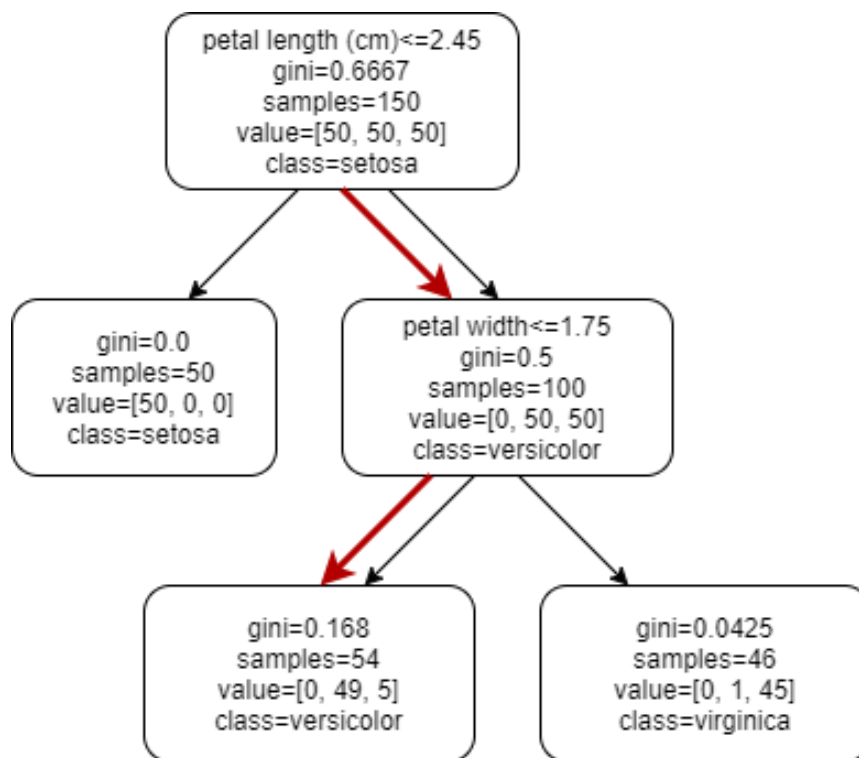 petal length (cm)<=2.45
gini=0.6667
samples=150
value=[50, 50, 50]
class=setosa
gini=0.0
samples=50
value=[50, 0, 0]
class=setosa
petal width<=1.75
gini=0.5
samples=100
value=[0, 50, 50]
class=versicolor
gini=0.168
samples=54
value=[0, 49, 5]
class=versicolor
gini=0.0425
samples=46
value=[0, 1, 45]
class=virginica